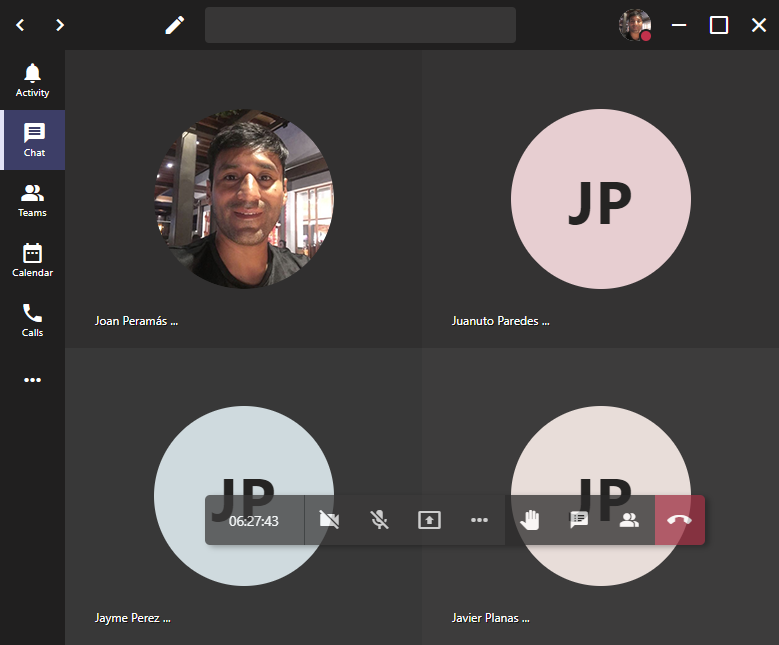 Activity
Chat
Teams
Calendar
Calls
Joan Peramás ...
JP
Juanuto Paredes ...
JP
Jayme Perez ...
JP
Javier Planas ...
06:27:43